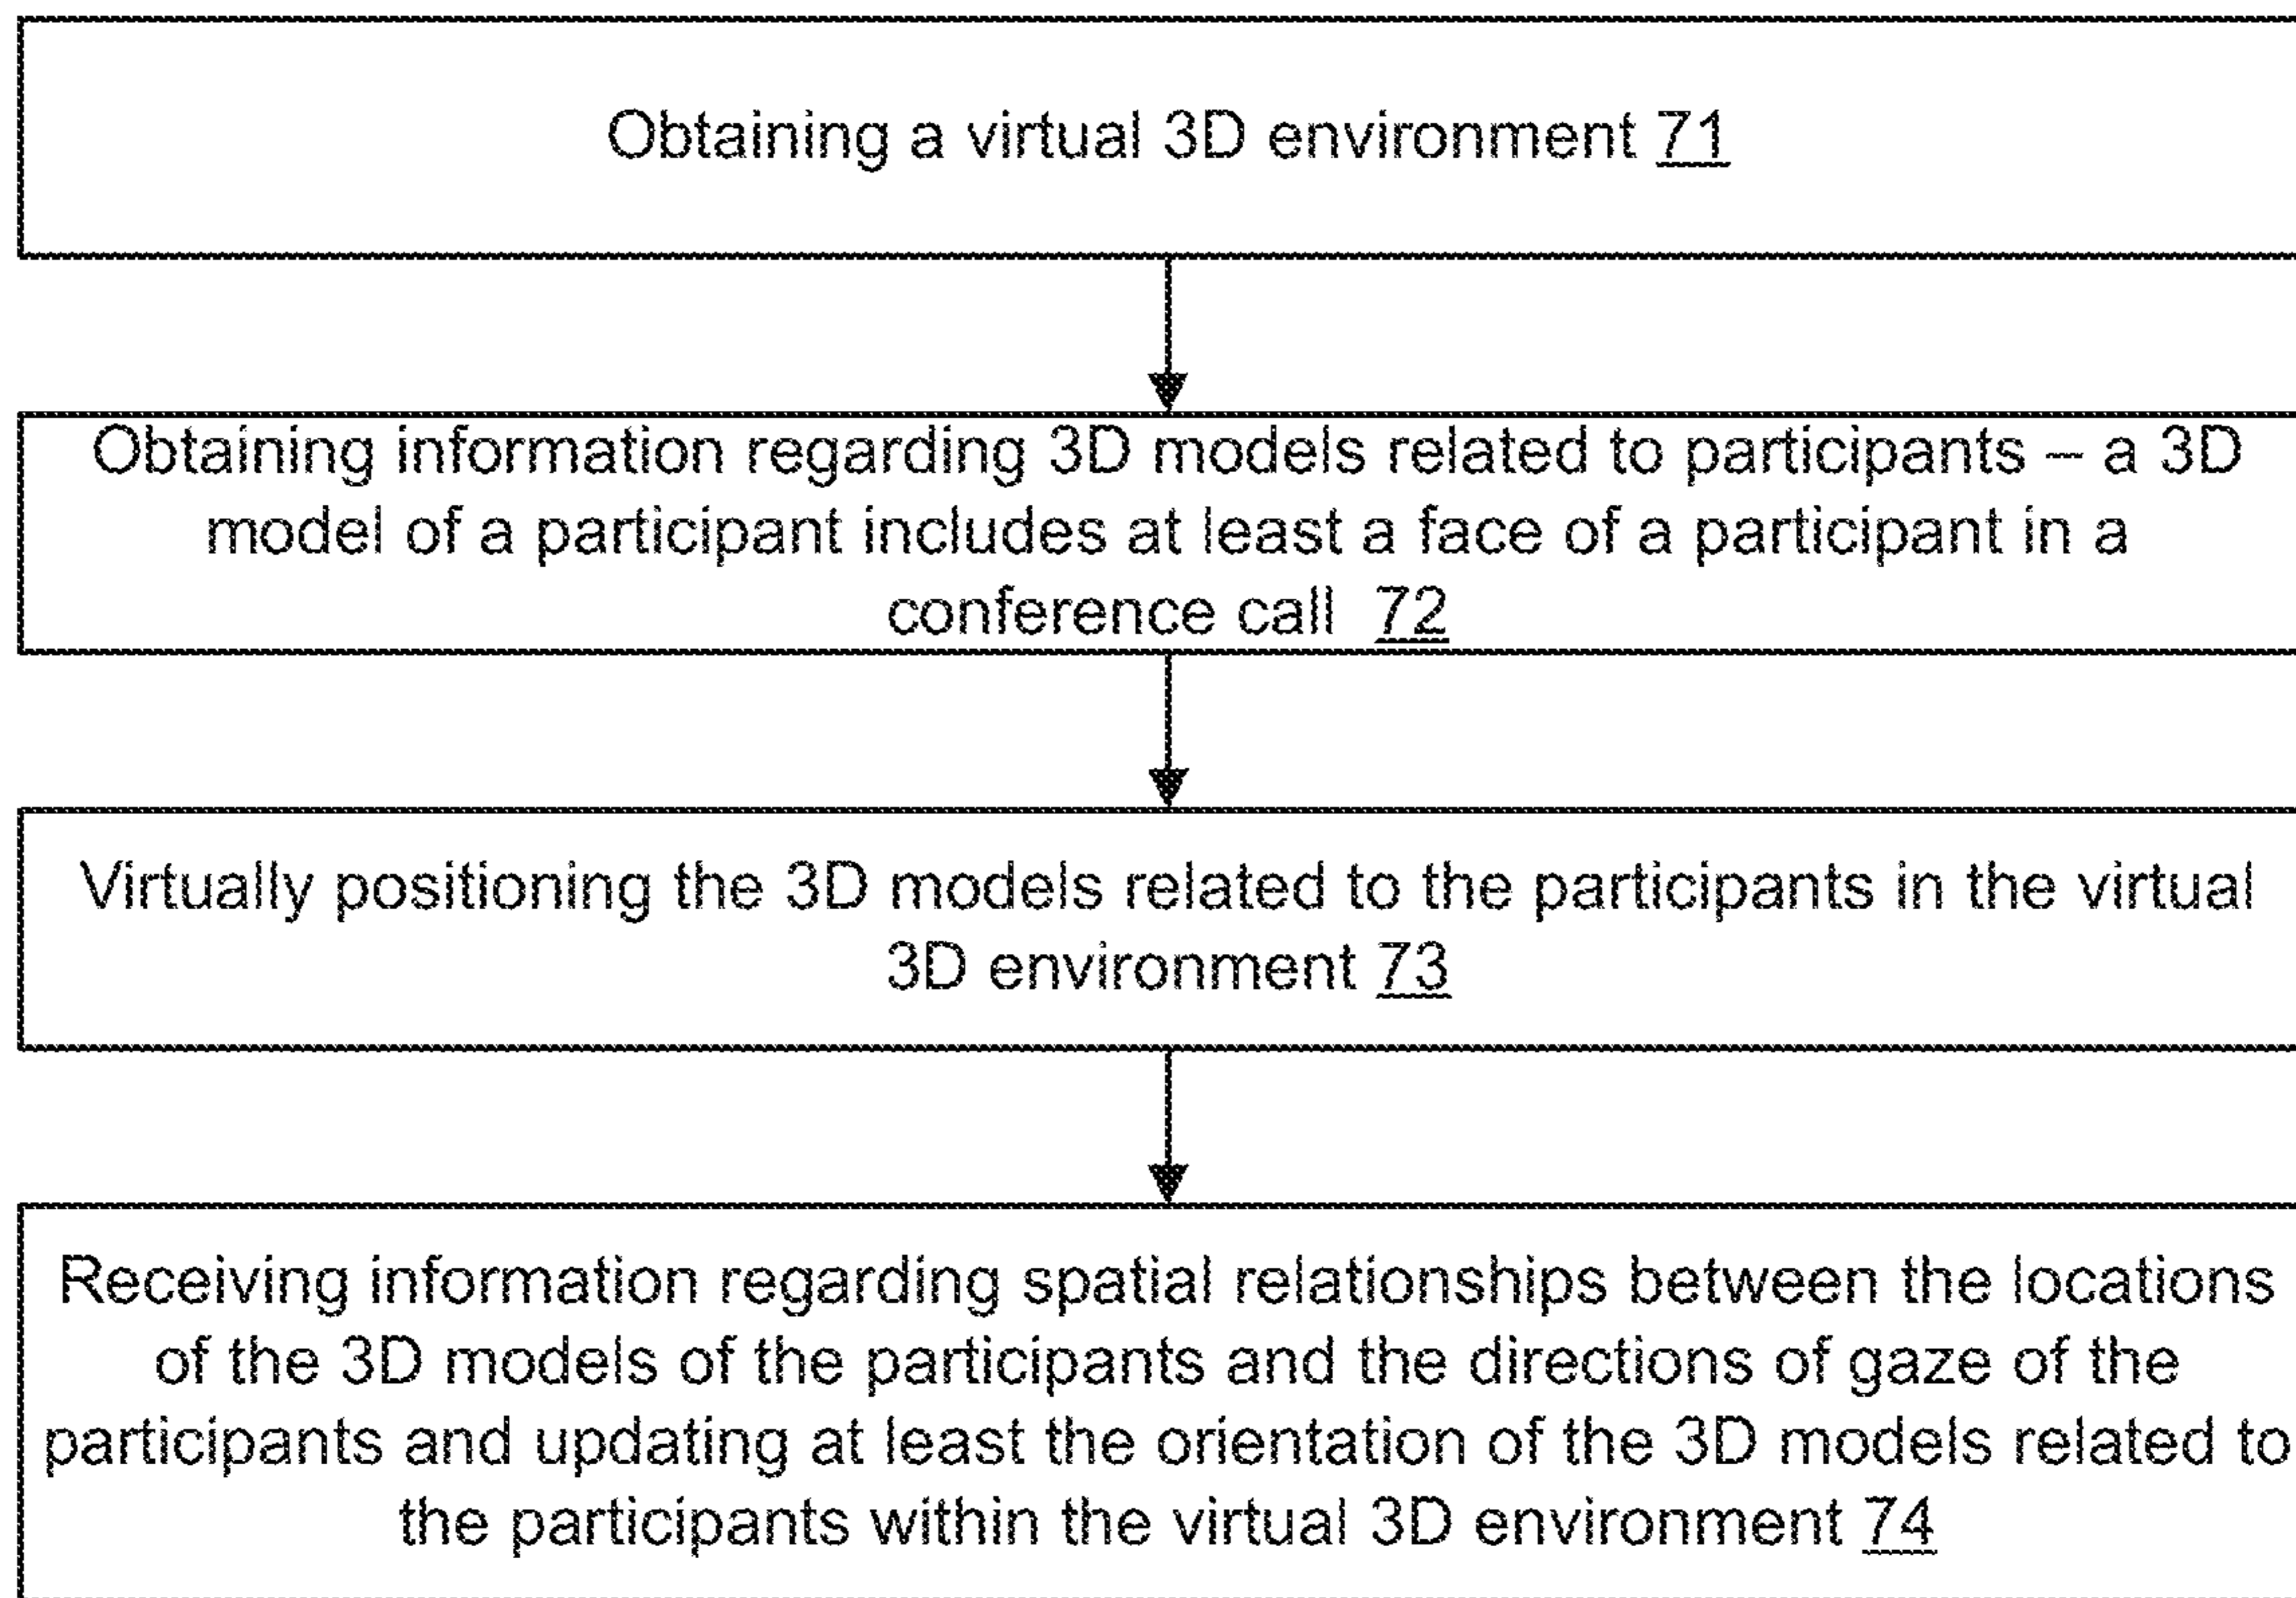 Obtaining a virtual 3D environment 71
Obtaining information regarding 3D models related to participants – a 3D
model of a participant includes at least a face of a participant in a
conference call 72
Virtually positioning the 3D models related to the participants in the virtual
3D environment 73
Receiving information regarding spatial relationships between the locations
of the 3D models of the participants and the directions of gaze of the
participants and updating at least the orientation of the 3D models related to
the participants within the virtual 3D environment 74